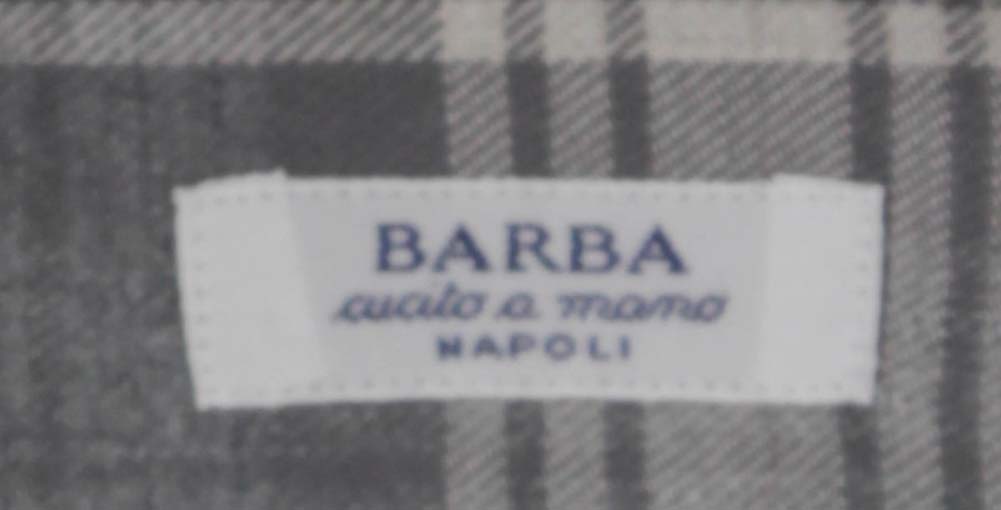 BARBA
cucito a mano
NAPOLI